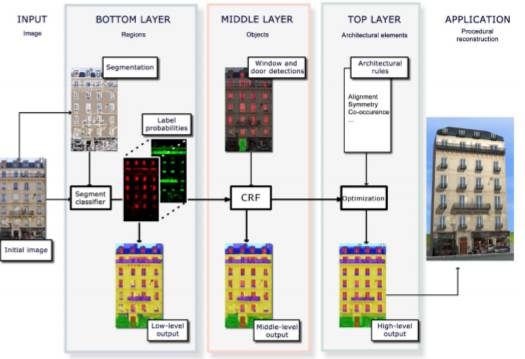 INPUT
Image
BOTTOM LAYER
Regions
MIDDLE LAYER
Objects
TOP LAYER
Architectural elements
APPLICATION
Procedural
reconstruction
Segmentation
Label
probabilities
Segment
classifier
Initial image
Low-level
output
Window and
door detections
CRF
Middle-level
output
Architectural
rules
Alignment
Symmetry
Co-occurence
...
Optimization
High-level
output